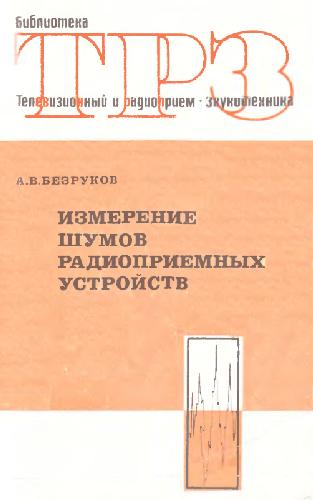 Библиотека
ТРЗ
Телевизионный и радиоприем · Звукотехника
А.В.БЕЗРУКОВ
ИЗМЕРЕНИЕ
ШУМОВ
РАДИОПРИЕМНЫХ
УСТРОЙСТВ